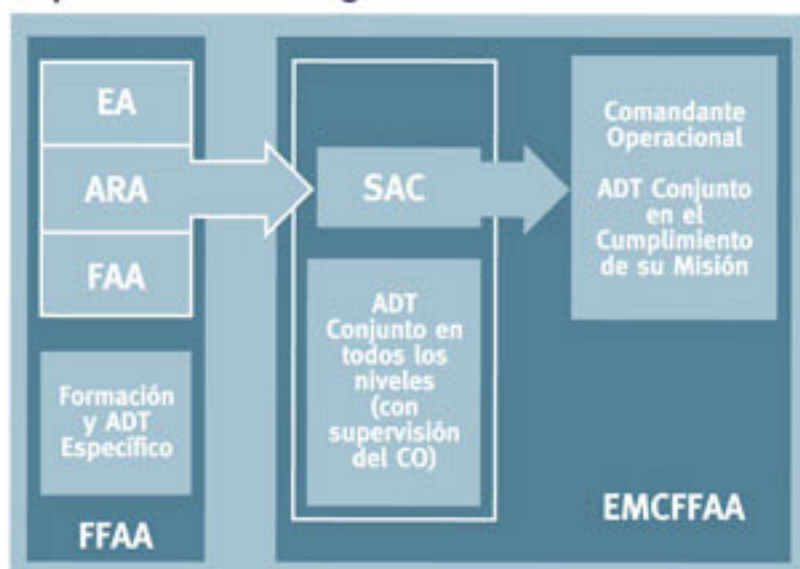 EA
ARA
FAA
Formación
y ADT
Específico
FFAA
SAC
ADT
Conjunto en
todos los
niveles
(con
supervisión
del CO)
Comandante
Operacional
ADT Conjunto
en el
Cumplimiento
de su Misión
EMCFFAA